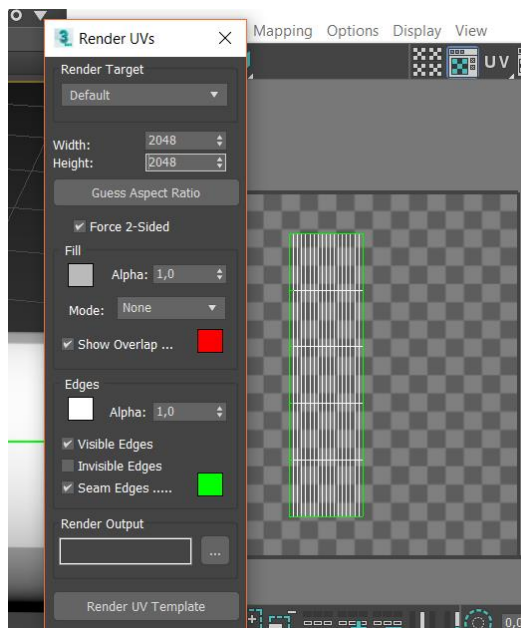 Render UVs
Mapping Options Display View
Render Target
Default
UV
Width: 2048
Height: 2048
Guess Aspect Ratio
Force 2-Sided
Fill
Alpha: 1,0
Mode: None
Show Overlap ...
Edges
Alpha: 1,0
Visible Edges
Invisible Edges
Seam Edges .....
Render Output
...
Render UV Template